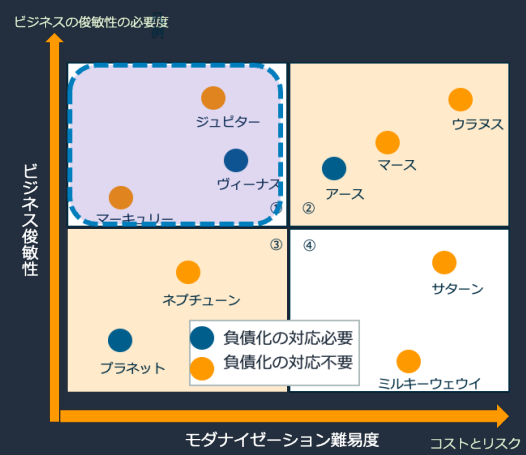 ビジネスの俊敏性の必要度
ジュピター
ウラヌス
マース
ヴィーナス
アース
マーキュリー
①
②
ビジネス俊敏性
③
④
サターン
ネプチューン
負債化の対応必要
プラネット
負債化の対応不要
ミルキーウェウイ
モダナイゼーション難易度
コストとリスク